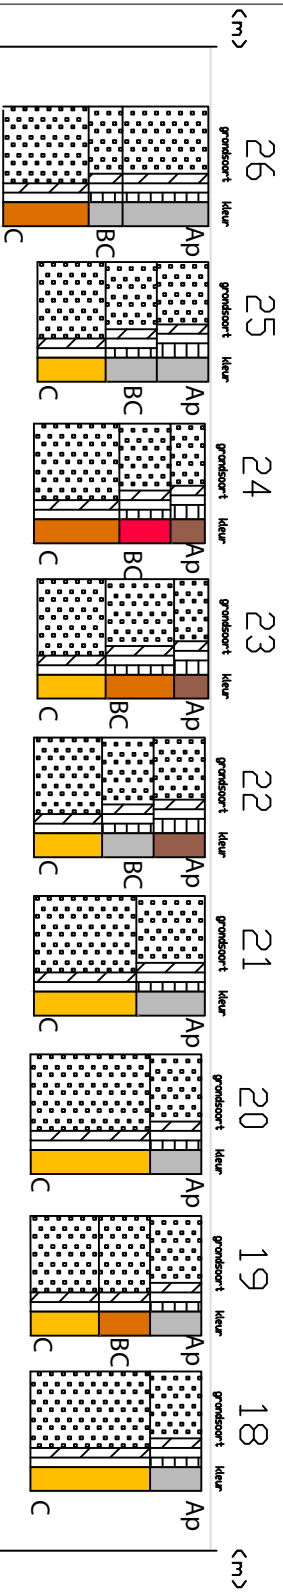 (m)
26
grondsoort kleur
Ap
BC
C
25
grondsoort kleur
Ap
BC
C
24
grondsoort kleur
Ap
BC
C
23
grondsoort kleur
Ap
BC
C
22
grondsoort kleur
Ap
BC
C
21
grondsoort kleur
Ap
C
20
grondsoort kleur
Ap
C
19
grondsoort kleur
Ap
BC
C
18
grondsoort kleur
Ap
C
(m)